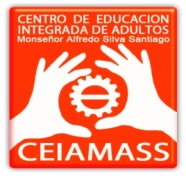 CENTRO DE EDUCACION
INTEGRADA DE ADULTOS
Monseñor Alfredo Silva Santiago
CEIAMASS